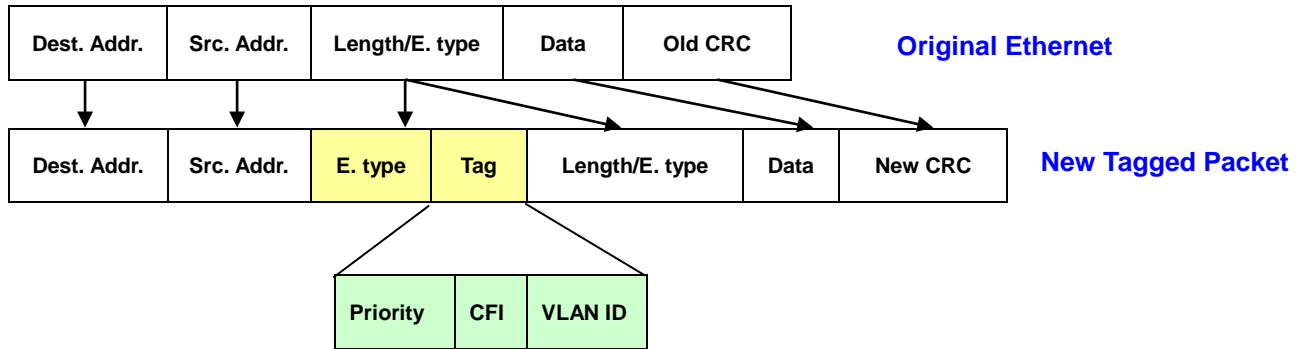 Dest. Addr. Src. Addr. Length/E. type Data Old CRC Original Ethernet
Dest. Addr. Src. Addr. E. type Tag Length/E. type Data New CRC New Tagged Packet
Priority CFI VLAN ID